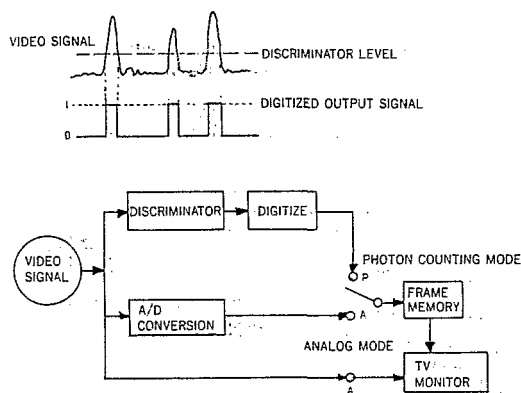 VIDEO SIGNAL
DISCRIMINATOR LEVEL
1
DIGITIZED OUTPUT SIGNAL
0
DISCRIMINATOR
DIGITIZE
PHOTON COUNTING MODE
VIDEO
SIGNAL
P
FRAME
MEMORY
A/D
CONVERSION
A
ANALOG MODE
TV
MONITOR
A